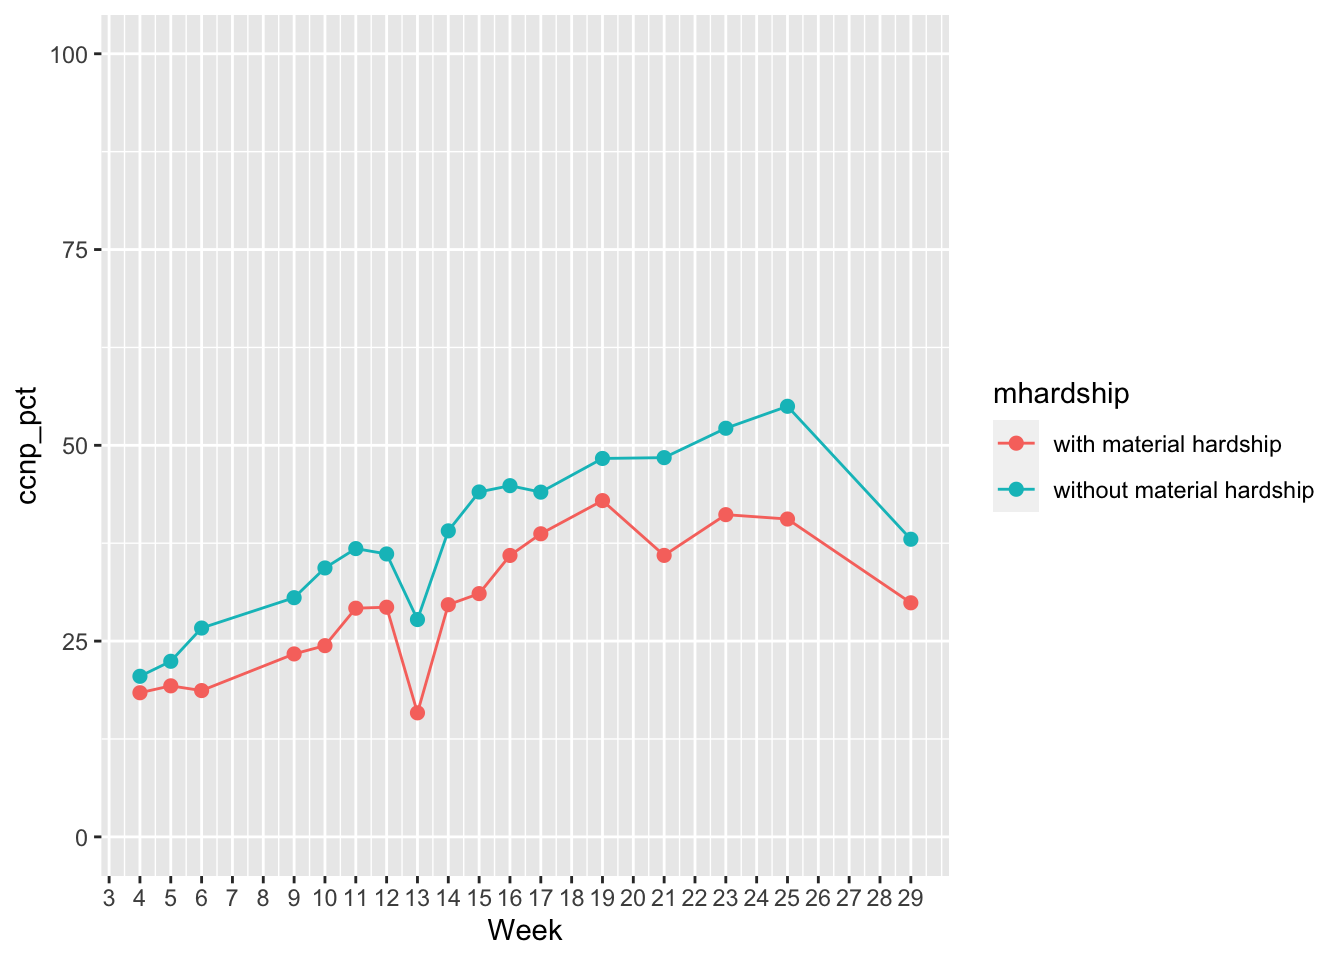 100
75
50
25
0
ccnp_pct
3 4 5 6 7 8 9 10 11 12 13 14 15 16 17 18 19 20 21 22 23 24 25 26 27 28 29
Week
mhardship
with material hardship
without material hardship